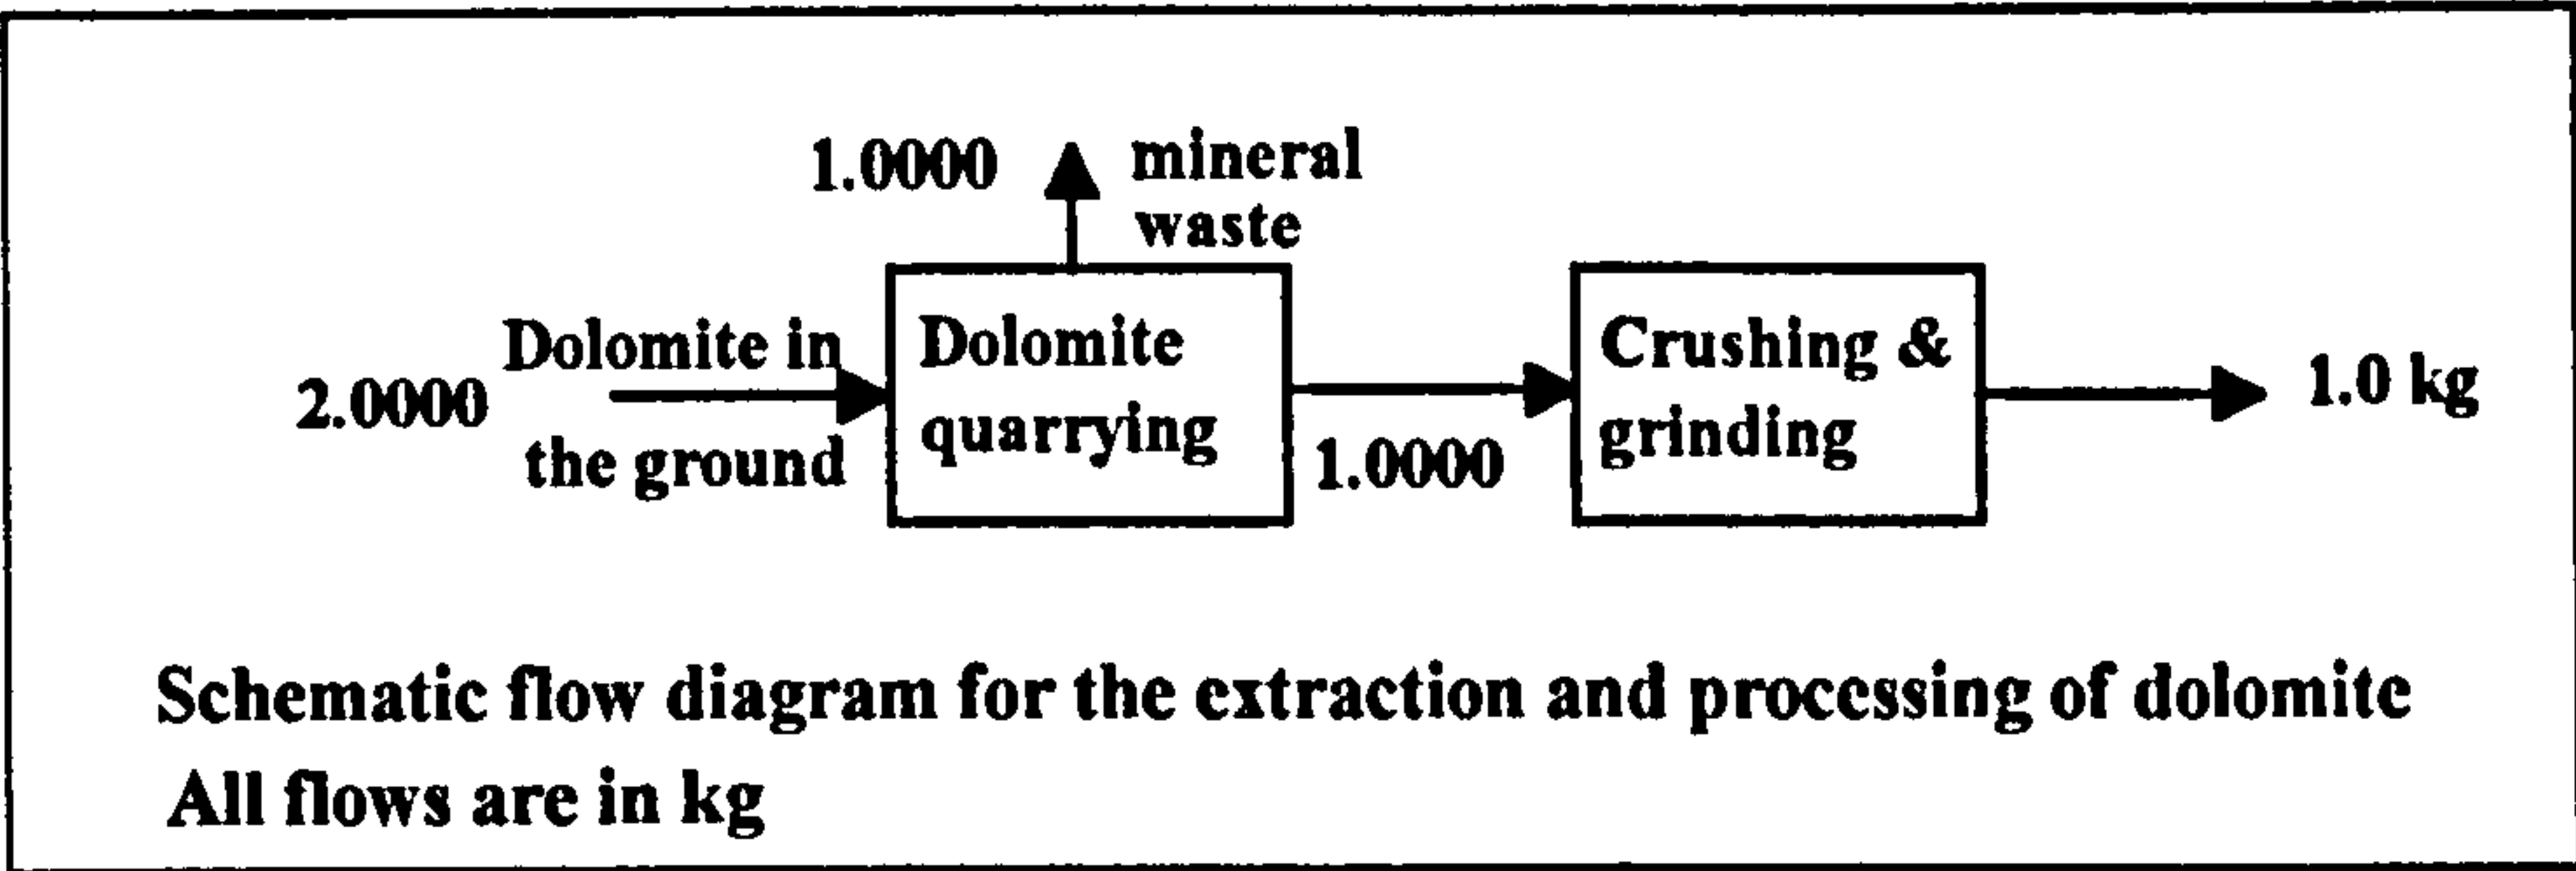 1.0000
mineral
waste
2.0000
Dolomite in
the ground
Dolomite
quarrying
1.0000
Crushing &
grinding
1.0 kg
Schematic flow diagram for the extraction and processing of dolomite
All flows are in kg